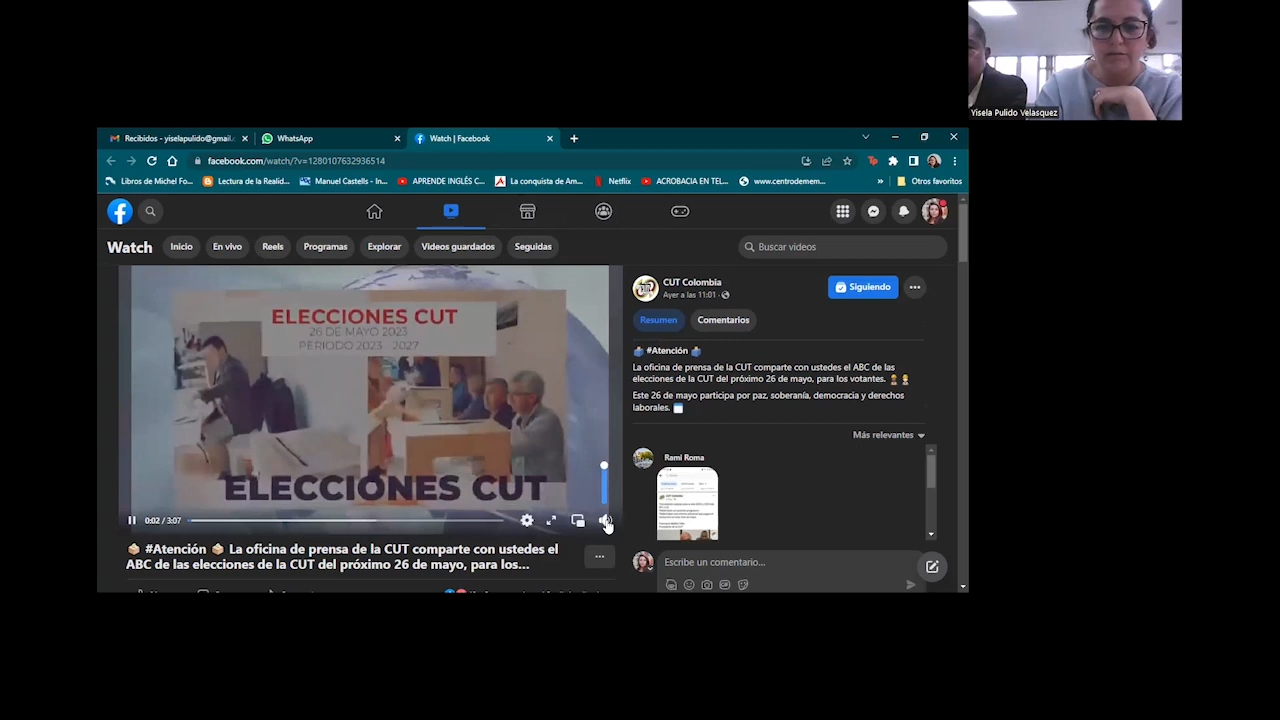 Yisela Pulido Velasquez
Recibidos - yiselapulido@gmail.
WhatsApp
Watch | Facebook
facebook.com/watch/?v=1280107632936514
Libros de Michel Fo...
Lectura de la Realid...
Manuel Castells - In...
APRENDE INGLÉS C...
La conquista de Am...
Netflix
ACROBACIA EN TEL...
www.centrodemem...
»
Otros favoritos
Watch
Inicio
En vivo
Reels
Programas
Explorar
Videos guardados
Seguidas
Buscar videos
ELECCIONES CUT
26 DE MAYO 2023
PERIODO 2023 - 2027
ELECCIONES CUT
0:02 / 3:07
#Atención La oficina de prensa de la CUT comparte con ustedes el
ABC de las elecciones de la CUT del próximo 26 de mayo, para los...
CUT Colombia
Ayer a las 11:01 ·
Siguiendo
Resumen
Comentarios
#Atención
La oficina de prensa de la CUT comparte con ustedes el ABC de las
elecciones de la CUT del próximo 26 de mayo, para los votantes.
Este 26 de mayo participa por paz, soberanía, democracia y derechos
laborales.
Más relevantes
Rami Roma
CUT Colombia
Escribe un comentario...